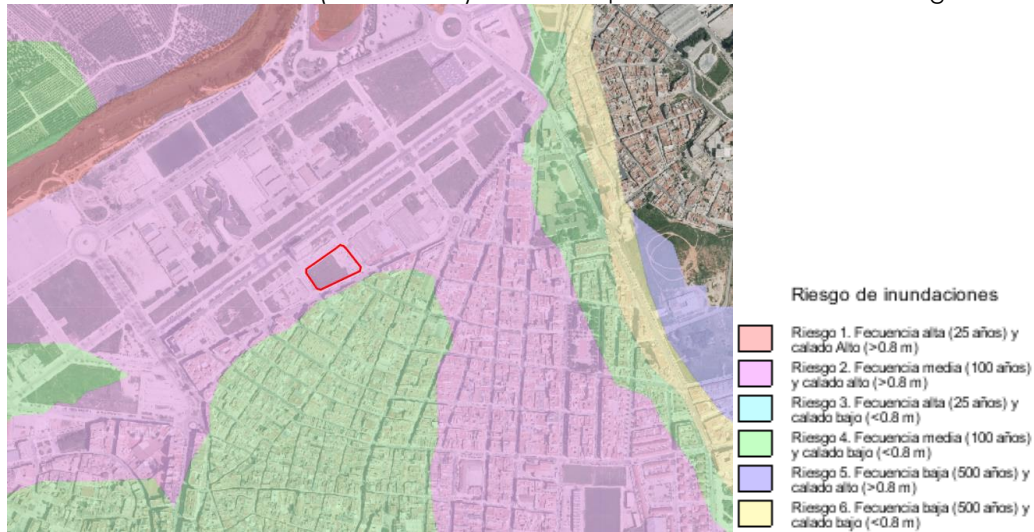 Riesgo de inundaciones
Riesgo 1. Fecuencia alta (25 años) y
calado Alto (>0.8 m)
Riesgo 2. Fecuencia media (100 años)
y calado alto (>0.8 m)
Riesgo 3. Fecuencia alta (25 años) y
calado bajo (<0.8 m)
Riesgo 4. Fecuencia media (100 años)
y calado bajo (<0.8 m)
Riesgo 5. Fecuencia baja (500 años) y
calado alto (>0.8 m)
Riesgo 6. Fecuencia baja (500 años) y
calado bajo (<0.8 m)